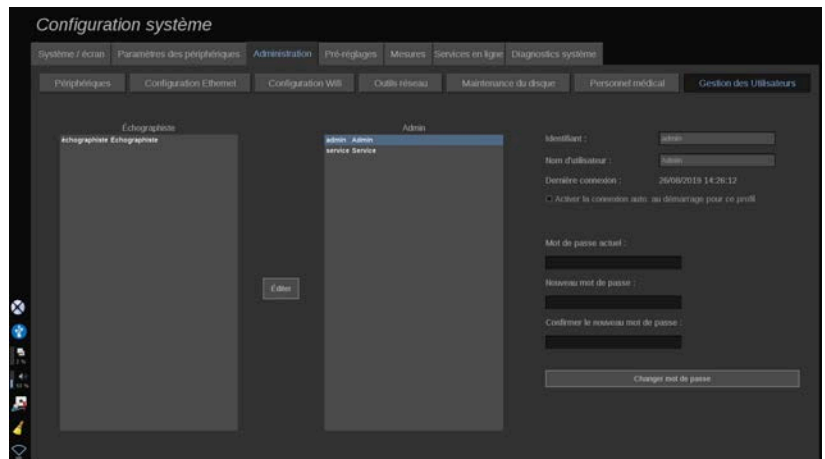 Configuration système
Système / écran Paramètres des périphériques Administration Pré-réglages Mesures Services en ligne Diagnostics système
Périphériques Configuration Ethernet Configuration Wifi Outils réseau Maintenance du disque Personnel médical Gestion des Utilisateurs
Échographiste
échographiste Echographiste
Admin
admin Admin
service Service
Éditer
Identifiant : admin
Nom d'utilisateur : Admin
Dernière connexion : 26/08/2019 14:26:12
Activer la connexion auto. au démarrage pour ce profil
Mot de passe actuel :
Nouveau mot de passe :
Confirmer le nouveau mot de passe :
Changer mot de passe